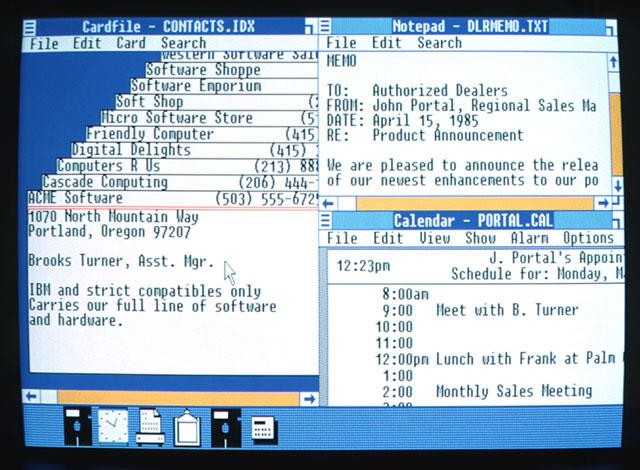 Cardfile - CONTACTS.IDX
File Edit Card Search
Western Software Sal
Software Shoppe
Software Emporium
Soft Shop (2
Micro Software Store (5
Friendly Computer (415
Digital Delights (415)
Computers R Us (213) 88
Cascade Computing (206) 444-
ACME Software (503) 555-672
1070 North Mountain Way
Portland, Oregon 97207
Brooks Turner, Asst. Mgr.
IBM and strict compatibles only
Carries our full line of software
and hardware.
Notepad - DLRMEMO.TXT
File Edit Search
MEMO
TO: Authorized Dealers
FROM: John Portal, Regional Sales Ma
DATE: April 15, 1985
RE: Product Announcement
We are pleased to announce the relea
of our newest enhancements to our po
Calendar - PORTAL.CAL
File Edit View Show Alarm Options
12:23pm J. Portal's Appoin
Schedule for: Monday, M
8:00am
9:00 Meet with B. Turner
10:00
11:00
12:00pm Lunch with Frank at Palm
1:00
2:00 Monthly Sales Meeting